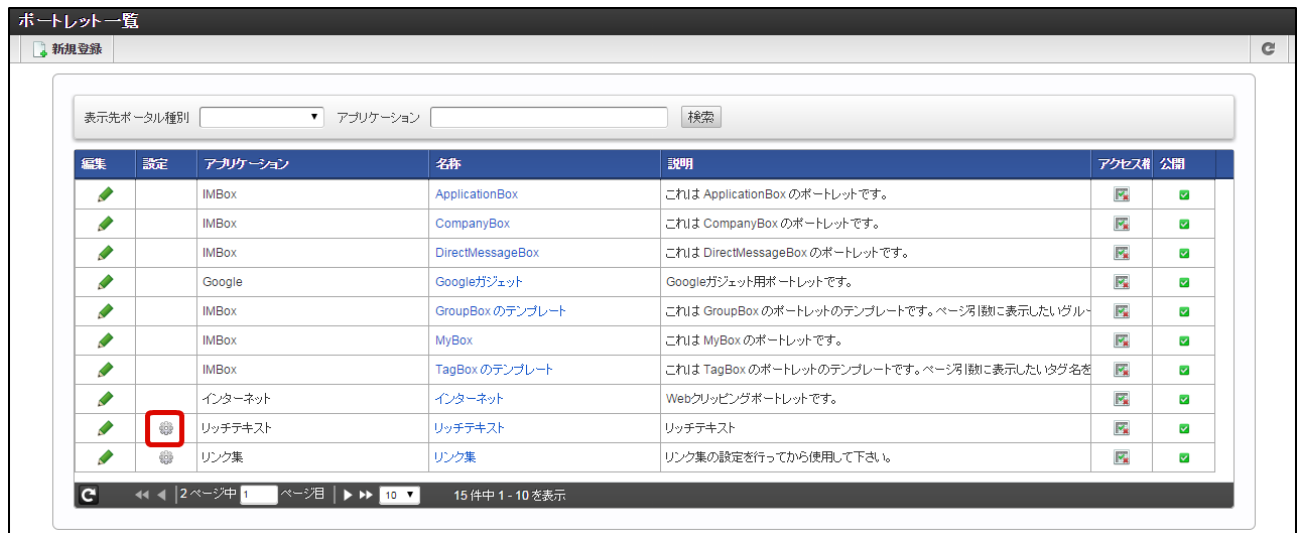 ポートレット一覧
新規登録
表示先ポータル種別 アプリケーション 検索
編集 設定 アプリケーション 名称 説明 アクセス権 公開
IMBox ApplicationBox これは ApplicationBox のポートレットです。
IMBox CompanyBox これは CompanyBox のポートレットです。
IMBox DirectMessageBox これは DirectMessageBox のポートレットです。
Google Googleガジェット Googleガジェット用ポートレットです。
IMBox GroupBox のテンプレート これは GroupBox のポートレットのテンプレートです。ページ引数に表示したいグルー
IMBox MyBox これは MyBox のポートレットです。
IMBox TagBox のテンプレート これは TagBox のポートレットのテンプレートです。ページ引数に表示したいタグ名を
インターネット インターネット Webクリッピングポートレットです。
リッチテキスト リッチテキスト リッチテキスト
リンク集 リンク集 リンク集の設定を行ってから使用して下さい。
2 ページ中 1 ページ目 10 15 件中 1 - 10 を表示